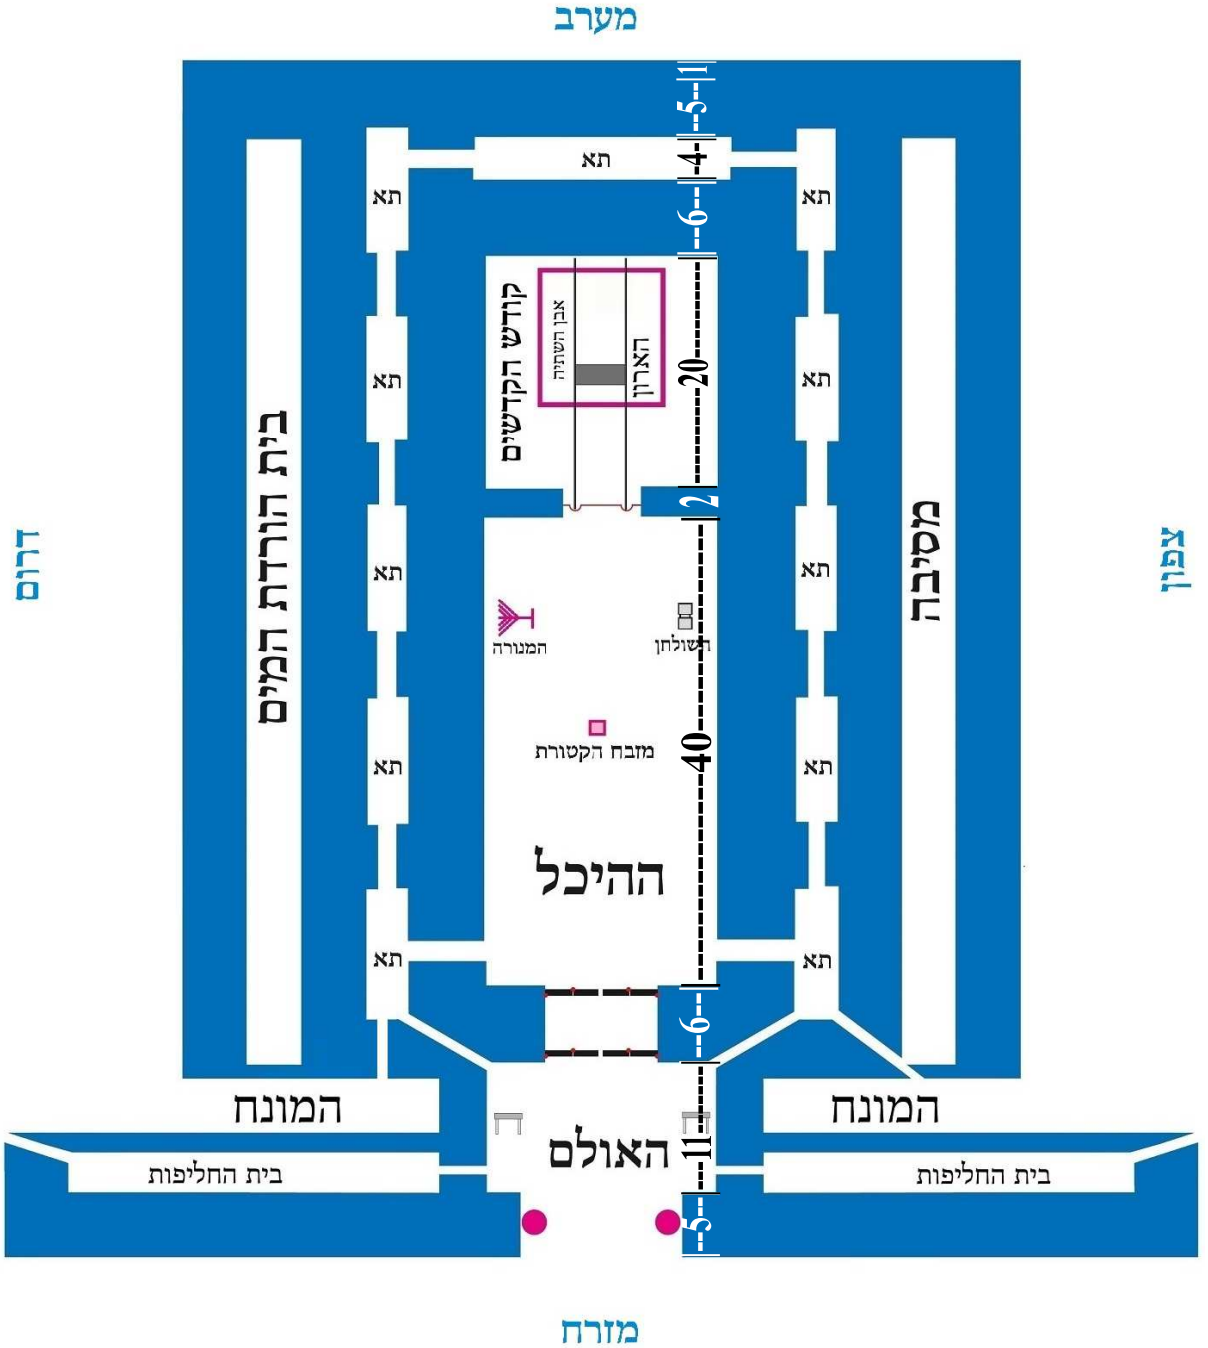 מערב
1
5
תא
4
תא
תא
6
קודש הקדשים
אבן השתיה
הארון
20
תא
תא
2
בית הורדת המים
מסיבה
דרום
צפון
תא
תא
המנורה
השולחן
מזבח הקטורת
40
תא
תא
ההיכל
תא
תא
6
המונח
המונח
האולם
11
בית החליפות
בית החליפות
5
מזרח